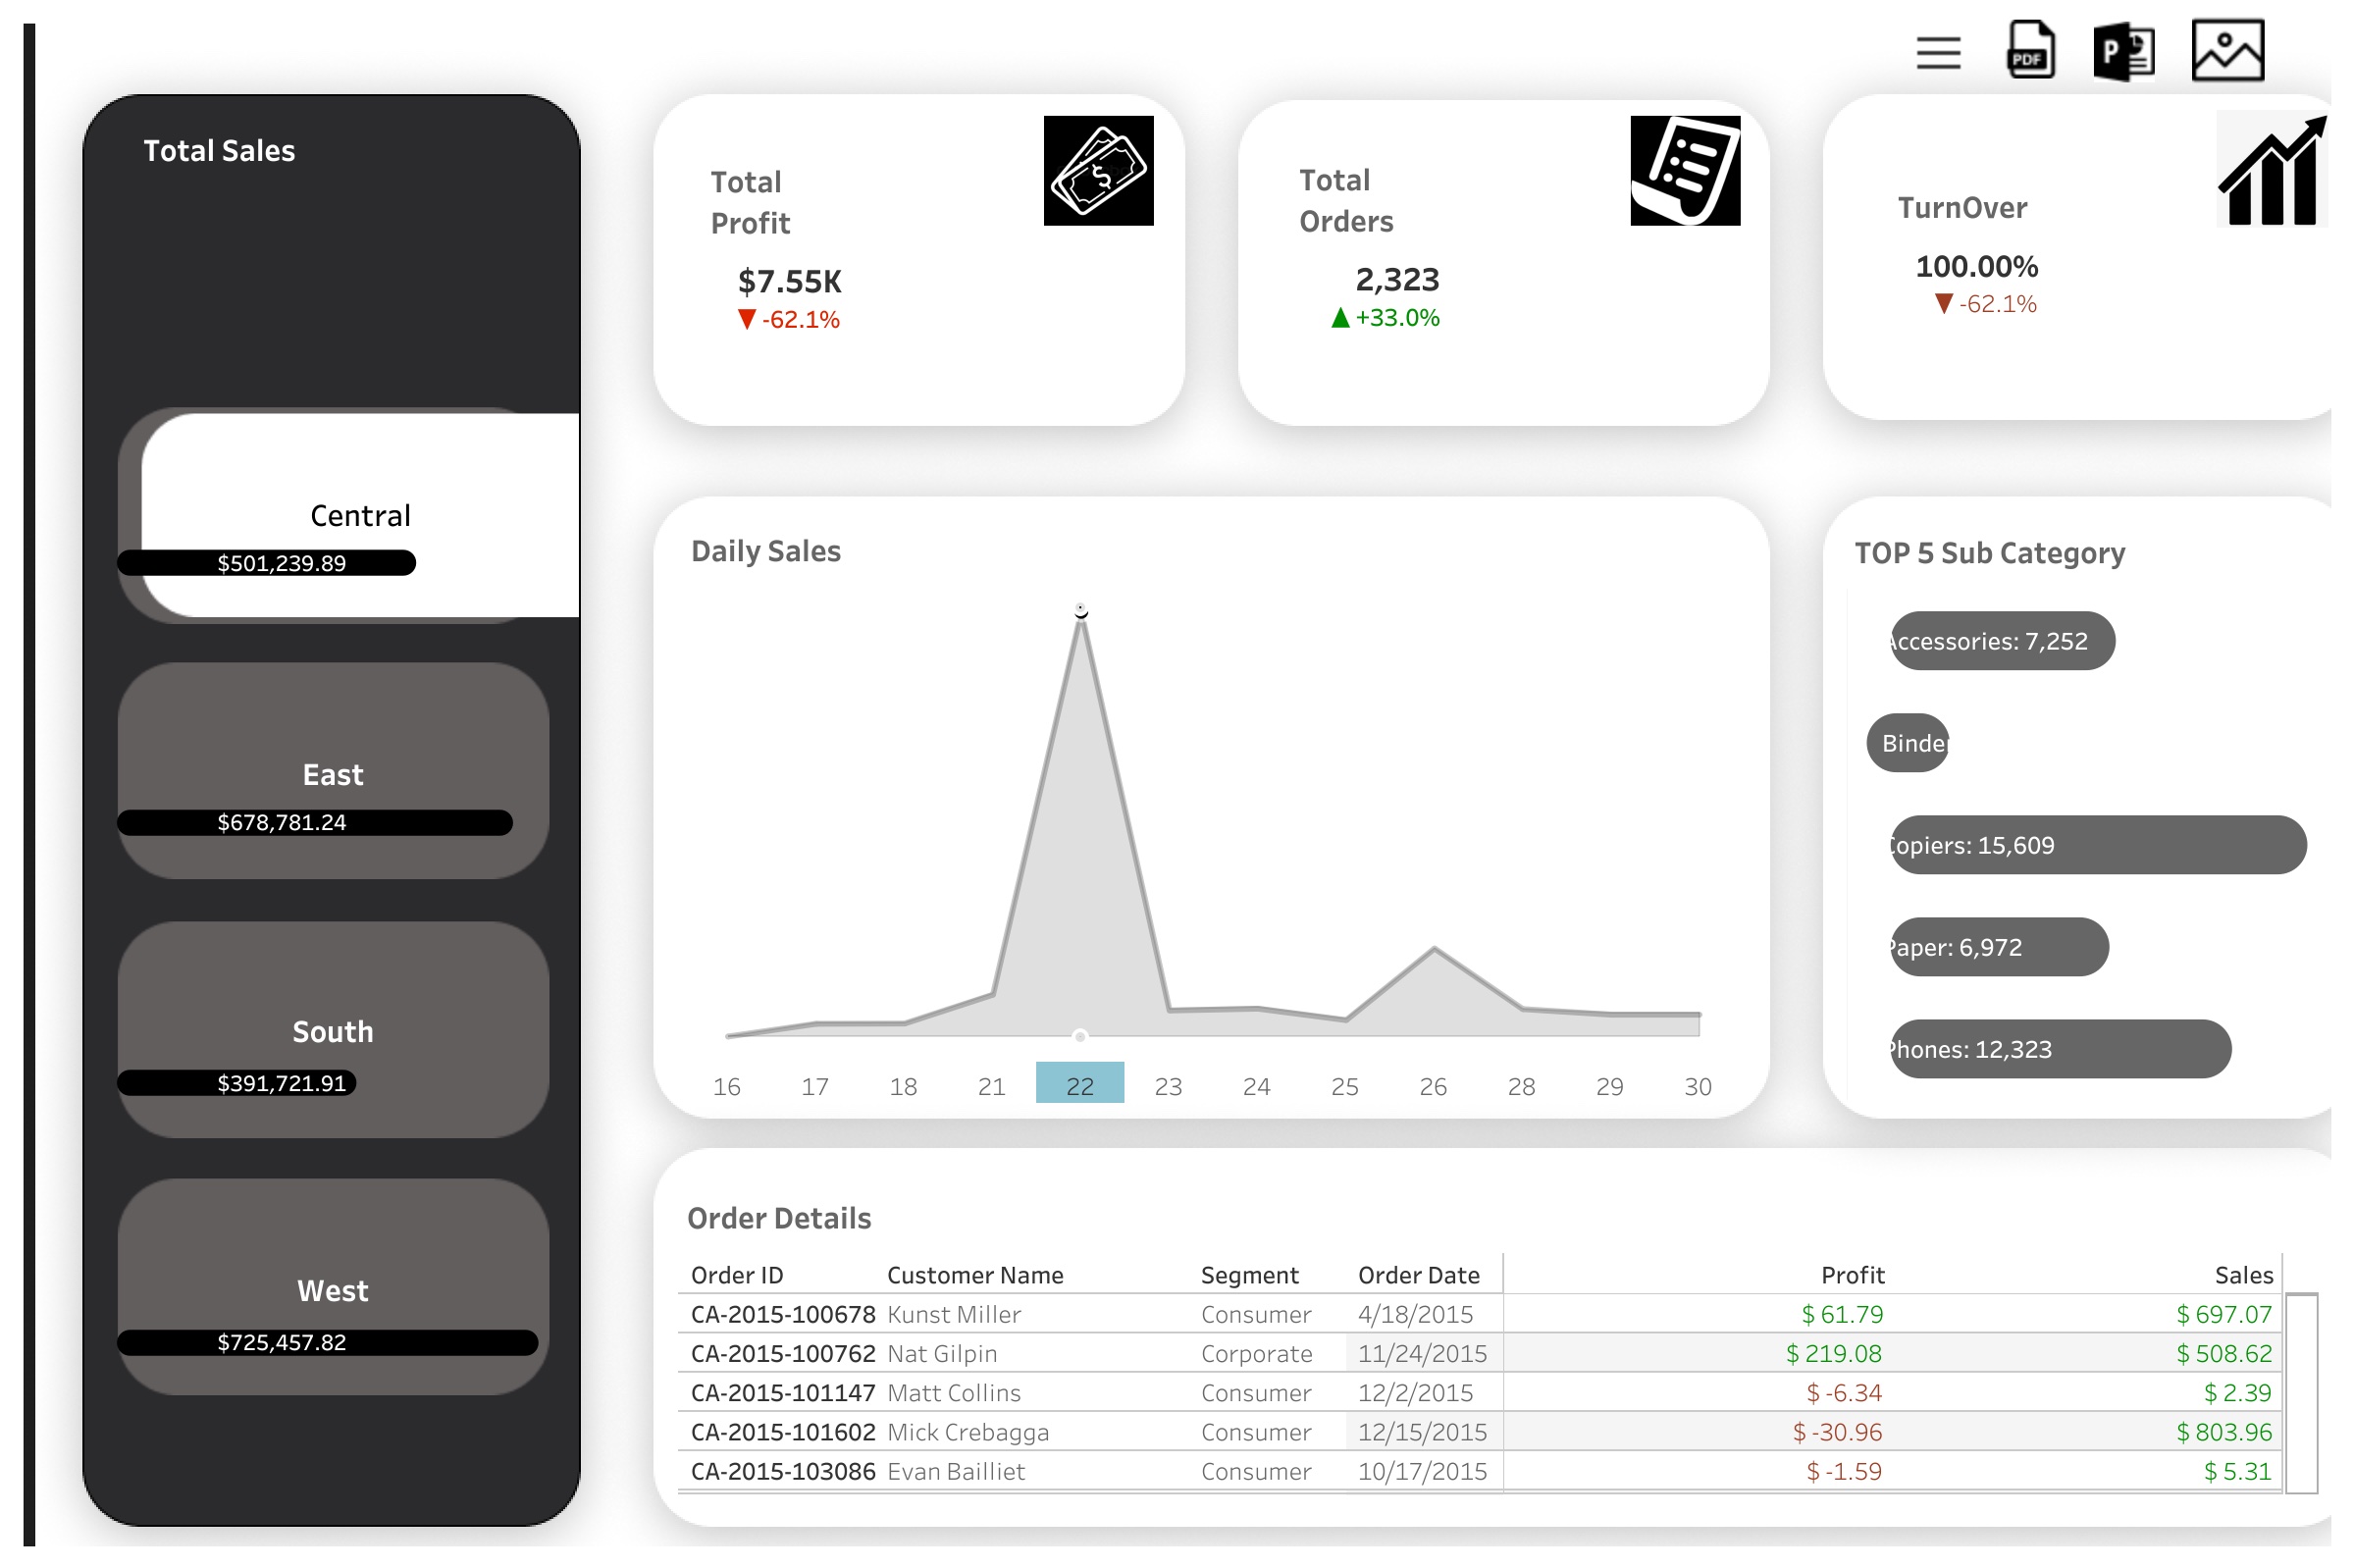 PDF
P
Total Sales
Central
$501,239.89
East
$678,781.24
South
$391,721.91
West
$725,457.82
Total
Profit
$7.55K
▼ -62.1%
Total
Orders
2,323
▲ +33.0%
TurnOver
100.00%
▼ -62.1%
Daily Sales
16 17 18 21 22 23 24 25 26 28 29 30
TOP 5 Sub Category
Accessories: 7,252
Binder
Copiers: 15,609
Paper: 6,972
Phones: 12,323
Order Details
Order ID Customer Name Segment Order Date Profit Sales
CA-2015-100678 Kunst Miller Consumer 4/18/2015 $ 61.79 $ 697.07
CA-2015-100762 Nat Gilpin Corporate 11/24/2015 $ 219.08 $ 508.62
CA-2015-101147 Matt Collins Consumer 12/2/2015 $ -6.34 $ 2.39
CA-2015-101602 Mick Crebagga Consumer 12/15/2015 $ -30.96 $ 803.96
CA-2015-103086 Evan Bailliet Consumer 10/17/2015 $ -1.59 $ 5.31